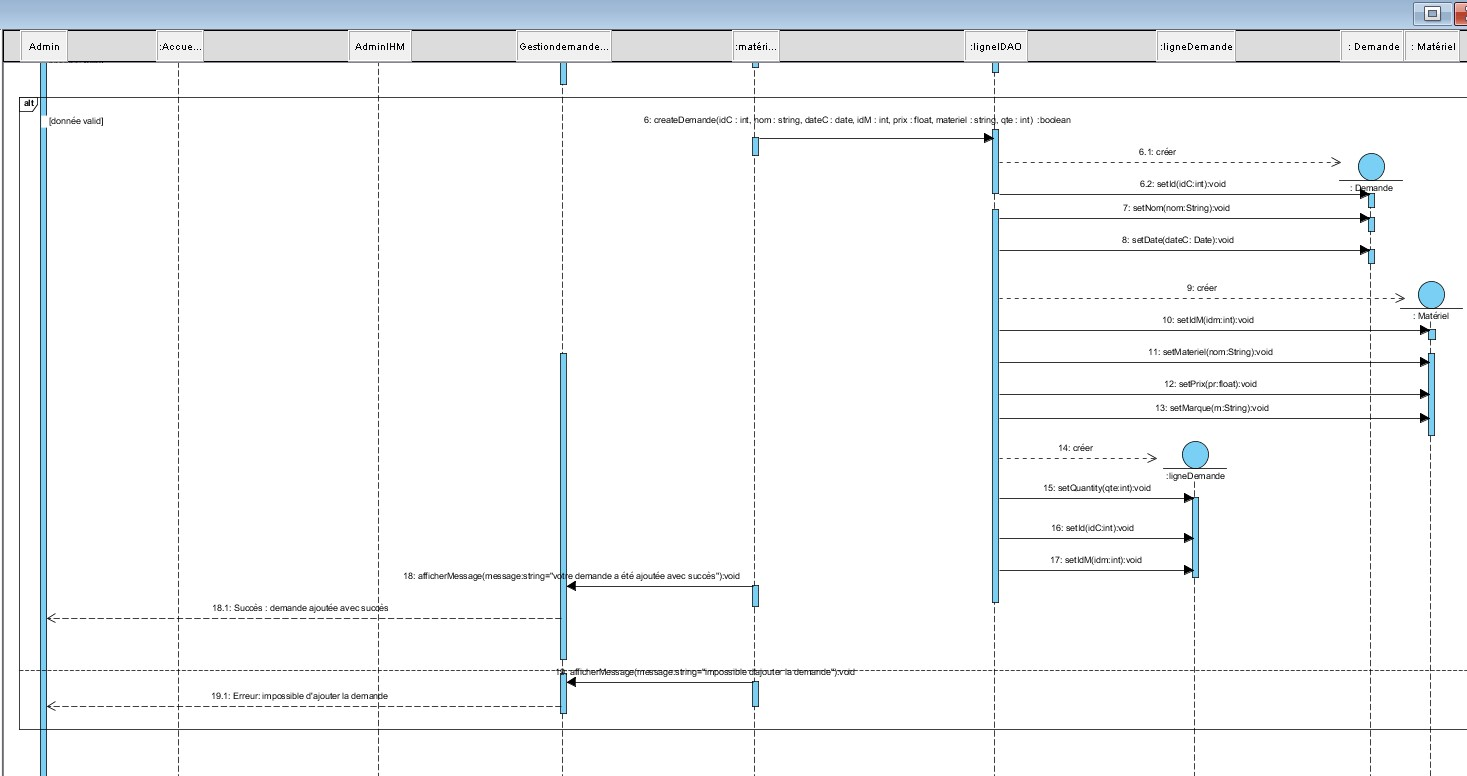 Admin
:Accue...
AdminIHM
Gestiondemande...
:matéri...
:ligneIDAO
:ligneDemande
: Demande
: Matériel
alt
[donnée valid]
6: createDemande(idC : int, nom : string, dateC : date, idM : int, prix : float, materiel : string, qte : int) :boolean
6.1: créer
6.2: setId(idC:int):void
: Demande
7: setNom(nom:String):void
8: setDate(dateC: Date):void
9: créer
: Matériel
10: setIdM(idm:int):void
11: setMateriel(nom:String):void
12: setPrix(pr:float):void
13: setMarque(m:String):void
14: créer
:ligneDemande
15: setQuantity(qte:int):void
16: setId(idC:int):void
17: setIdM(idm:int):void
18: afficherMessage(message:string="votre demande a été ajoutée avec succés"):void
18.1: Succès : demande ajoutée avec succés
19: afficherMessage(message:string="impossible d'ajouter la demande"):void
19.1: Erreur: impossible d'ajouter la demande